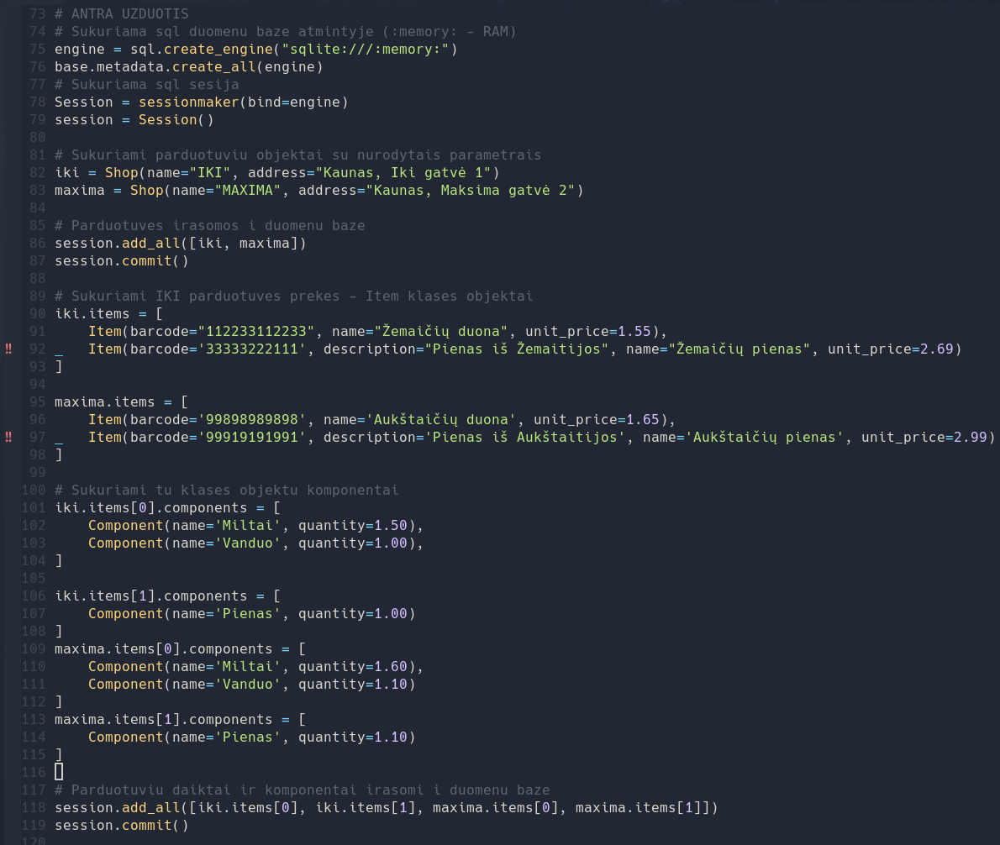 73 # ANTRA UZDUOTIS
74 # Sukuriama sql duomenu baze atmintyje (:memory: - RAM)
75 engine = sql.create_engine("sqlite:///:memory:")
76 base.metadata.create_all(engine)
77 # Sukuriama sql sesija
78 Session = sessionmaker(bind=engine)
79 session = Session()
80
81 # Sukuriami parduotuviu objektai su nurodytais parametrais
82 iki = Shop(name="IKI", address="Kaunas, Iki gatvė 1")
83 maxima = Shop(name="MAXIMA", address="Kaunas, Maksima gatvė 2")
84
85 # Parduotuves irasomos i duomenu baze
86 session.add_all([iki, maxima])
87 session.commit()
88
89 # Sukuriami IKI parduotuves prekes - Item klases objektai
90 iki.items = [
91     Item(barcode="112233112233", name="Žemaičių duona", unit_price=1.55),
‼ 92 _   Item(barcode='33333222111', description="Pienas iš Žemaitijos", name="Žemaičių pienas", unit_price=2.69)
93 ]
94
95 maxima.items = [
96     Item(barcode='99898989898', name='Aukštaičių duona', unit_price=1.65),
‼ 97 _   Item(barcode='99919191991', description='Pienas iš Aukštaitijos', name='Aukštaičių pienas', unit_price=2.99)
98 ]
99
100 # Sukuriami tu klases objektu komponentai
101 iki.items[0].components = [
102     Component(name='Miltai', quantity=1.50),
103     Component(name='Vanduo', quantity=1.00),
104 ]
105
106 iki.items[1].components = [
107     Component(name='Pienas', quantity=1.00)
108 ]
109 maxima.items[0].components = [
110     Component(name='Miltai', quantity=1.60),
111     Component(name='Vanduo', quantity=1.10)
112 ]
113 maxima.items[1].components = [
114     Component(name='Pienas', quantity=1.10)
115 ]
116
117 # Parduotuviu daiktai ir komponentai irasomi i duomenu baze
118 session.add_all([iki.items[0], iki.items[1], maxima.items[0], maxima.items[1]])
119 session.commit()
120